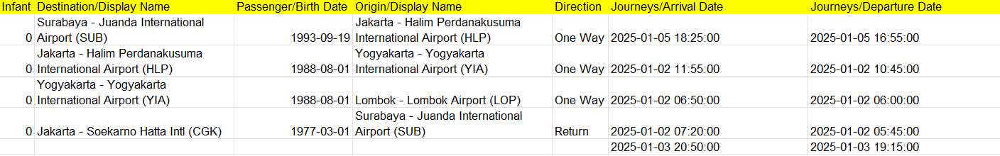 Infant Destination/Display Name Passenger/Birth Date Origin/Display Name Direction Journeys/Arrival Date Journeys/Departure Date
Surabaya - Juanda International Jakarta - Halim Perdanakusuma
0 Airport (SUB) 1993-09-19 International Airport (HLP) One Way 2025-01-05 18:25:00 2025-01-05 16:55:00
Jakarta - Halim Perdanakusuma Yogyakarta - Yogyakarta
0 International Airport (HLP) 1988-08-01 International Airport (YIA) One Way 2025-01-02 11:55:00 2025-01-02 10:45:00
Yogyakarta - Yogyakarta
0 International Airport (YIA) 1988-08-01 Lombok - Lombok Airport (LOP) One Way 2025-01-02 06:50:00 2025-01-02 06:00:00
Surabaya - Juanda International
0 Jakarta - Soekarno Hatta Intl (CGK) 1977-03-01 Airport (SUB) Return 2025-01-02 07:20:00 2025-01-02 05:45:00
2025-01-03 20:50:00 2025-01-03 19:15:00